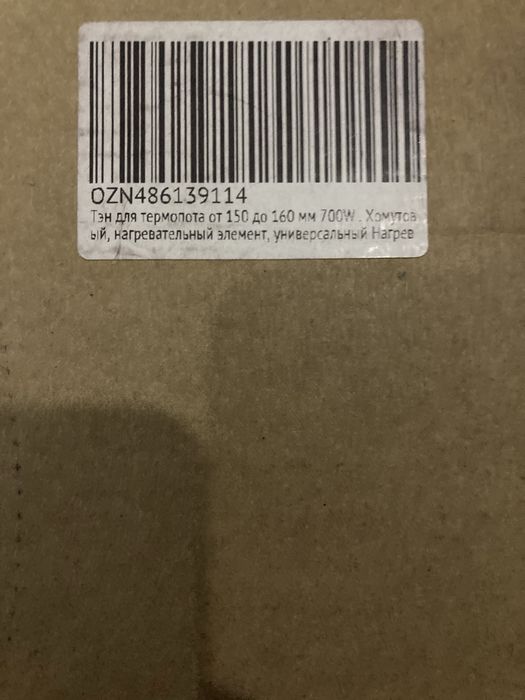 OZN486139114
Тэн для термопота от 150 до 160 мм 700W . Хомутов
ый, нагревательный элемент, универсальный Нагрев